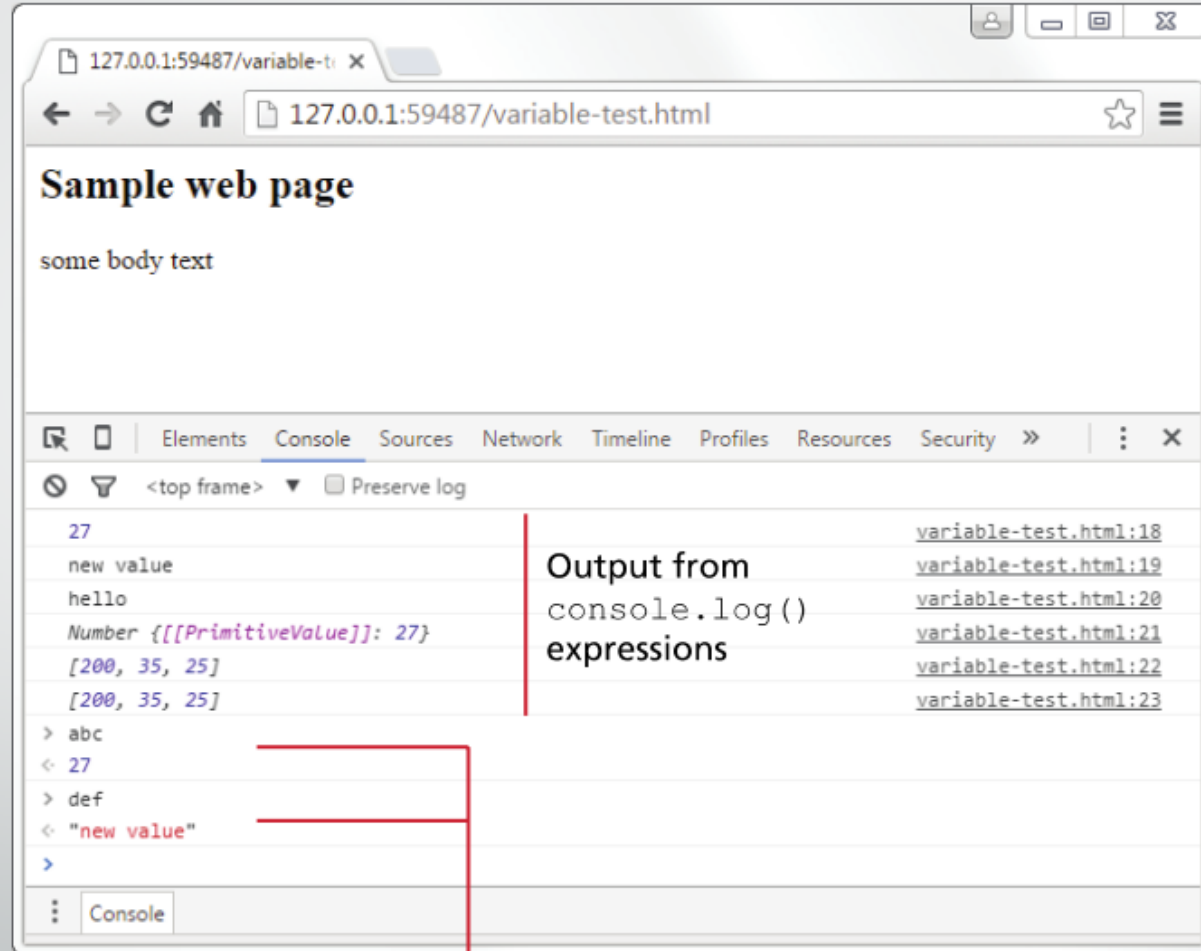 127.0.0.1:59487/variable-t
127.0.0.1:59487/variable-test.html
Sample web page
some body text
Elements Console Sources Network Timeline Profiles Resources Security »
<top frame> ▼ Preserve log
27 variable-test.html:18
new value variable-test.html:19
hello variable-test.html:20
Number {[[PrimitiveValue]]: 27} variable-test.html:21
[200, 35, 25] variable-test.html:22
[200, 35, 25] variable-test.html:23
Output from
console.log()
expressions
> abc
27
> def
"new value"
>
Console